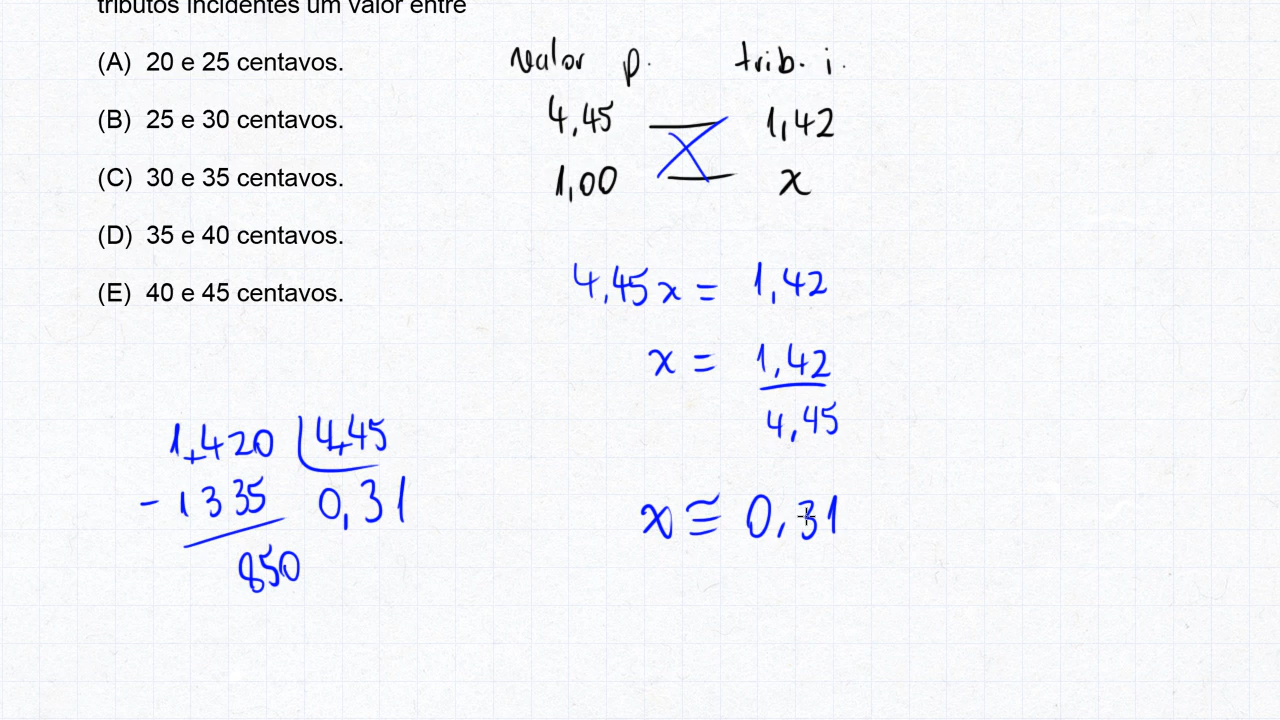 tributos incidentes um valor entre
(A) 20 e 25 centavos.
(B) 25 e 30 centavos.
(C) 30 e 35 centavos.
(D) 35 e 40 centavos.
(E) 40 e 45 centavos.
valor p. trib. i.
4,45 1,42
1,00 x
4,45x = 1,42
x = 1,42
4,45
x ≅ 0,31
1,420 4,45
- 1335 0,31
850